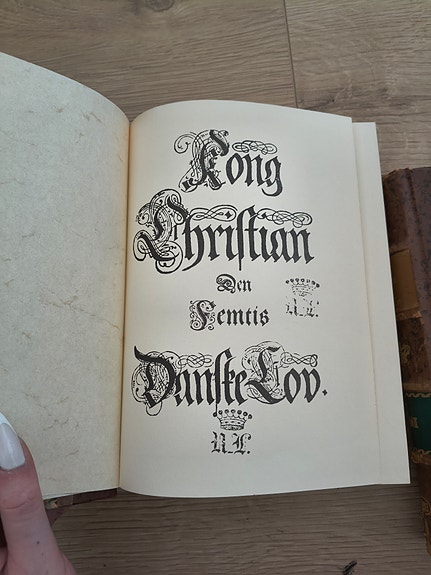 Kong
Christian
Den
Femtis
Danske Lov.